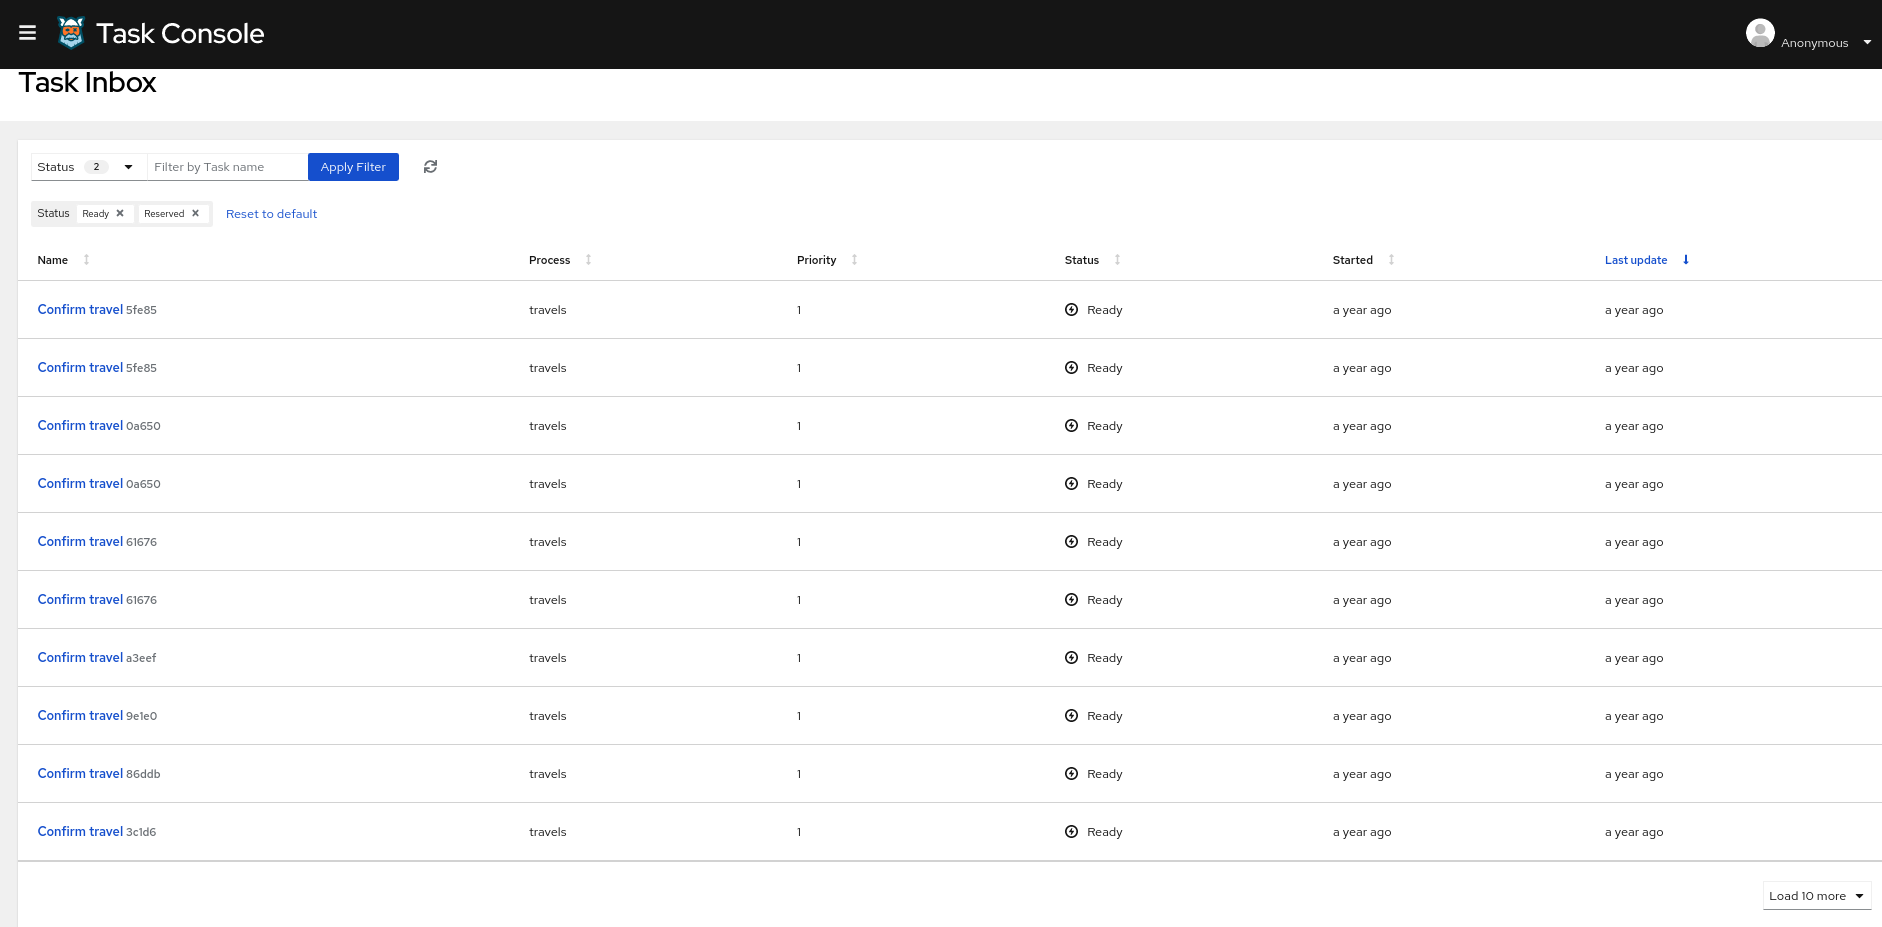 Task Console
Anonymous
Task Inbox
Status 2 Filter by Task name Apply Filter
Status Ready Reserved Reset to default
Name Process Priority Status Started Last update
Confirm travel 5fe85 travels 1 Ready a year ago a year ago
Confirm travel 5fe85 travels 1 Ready a year ago a year ago
Confirm travel 0a650 travels 1 Ready a year ago a year ago
Confirm travel 0a650 travels 1 Ready a year ago a year ago
Confirm travel 61676 travels 1 Ready a year ago a year ago
Confirm travel 61676 travels 1 Ready a year ago a year ago
Confirm travel a3eef travels 1 Ready a year ago a year ago
Confirm travel 9e1e0 travels 1 Ready a year ago a year ago
Confirm travel 86ddb travels 1 Ready a year ago a year ago
Confirm travel 3c1d6 travels 1 Ready a year ago a year ago
Load 10 more